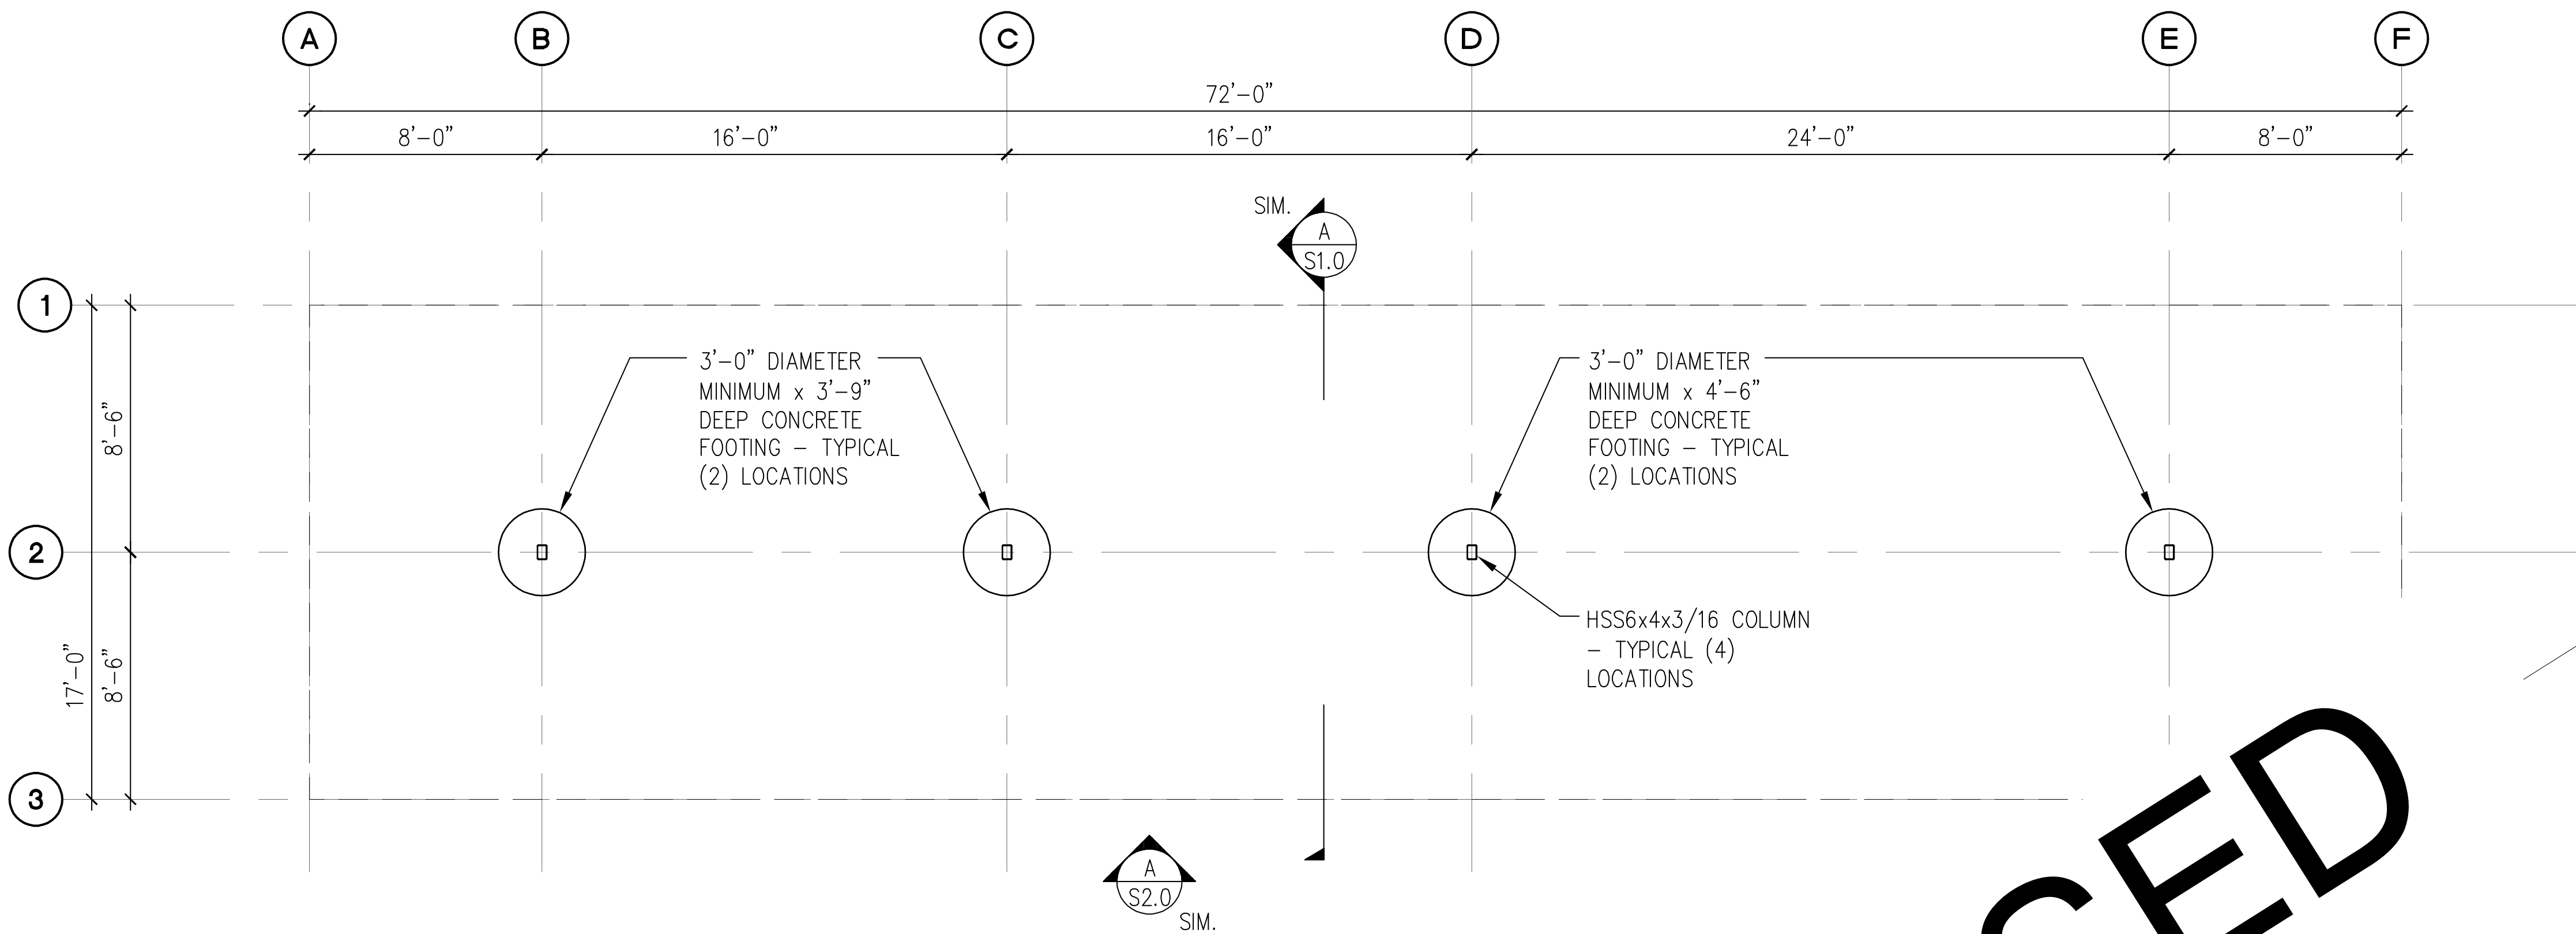 A B C D E F
72'-0"
8'-0" 16'-0" 16'-0" 24'-0" 8'-0"
SIM.
A
S1.0
1
2
3
8'-6"
8'-6"
17'-0"
3'-0" DIAMETER
MINIMUM x 3'-9"
DEEP CONCRETE
FOOTING – TYPICAL
(2) LOCATIONS
3'-0" DIAMETER
MINIMUM x 4'-6"
DEEP CONCRETE
FOOTING – TYPICAL
(2) LOCATIONS
HSS6x4x3/16 COLUMN
– TYPICAL (4)
LOCATIONS
A
S2.0
SIM.
CED